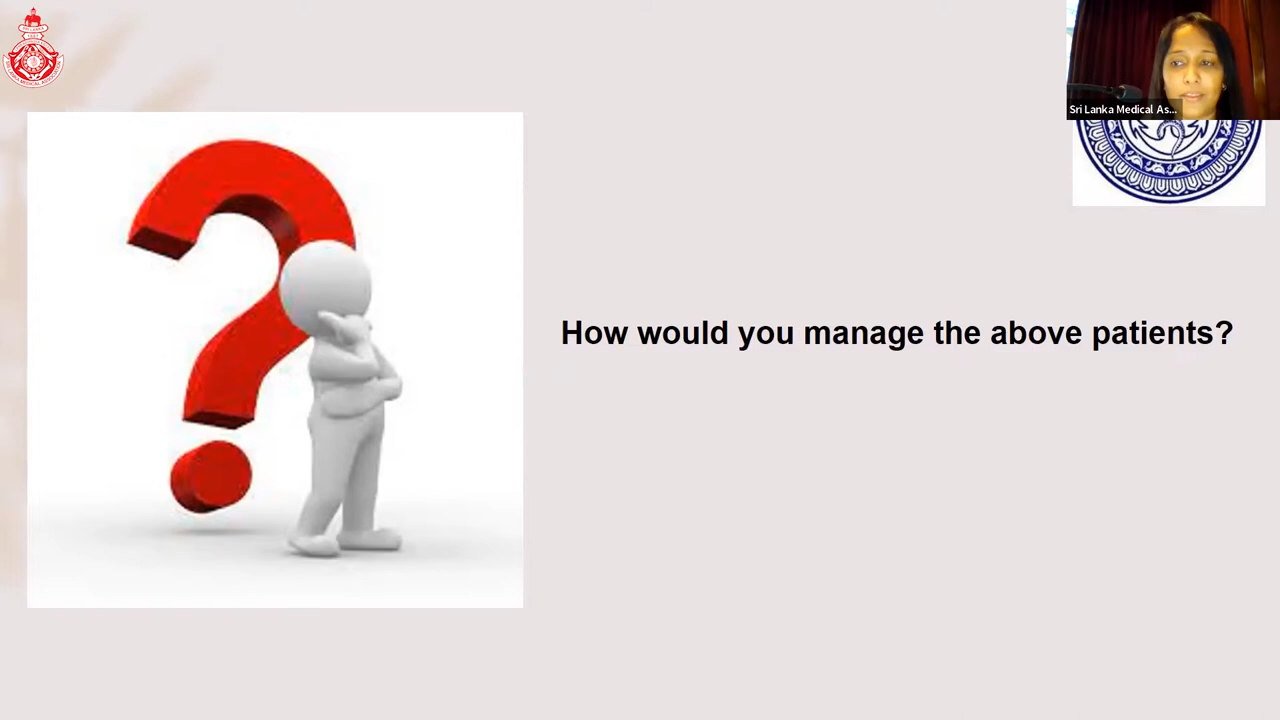 Sri Lanka Medical As...
How would you manage the above patients?